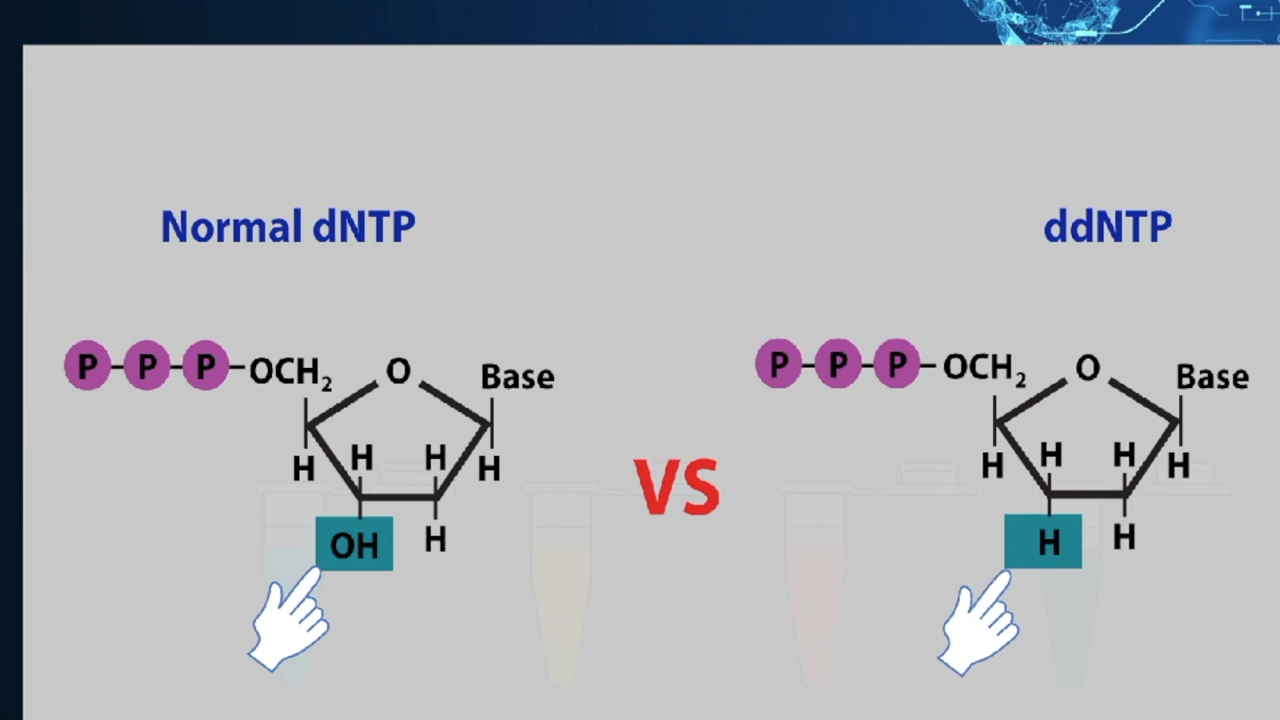 Normal dNTP
ddNTP
P-P-P-OCH2
O
Base
H
H
H
H
OH
H
VS
P-P-P-OCH2
O
Base
H
H
H
H
H
H